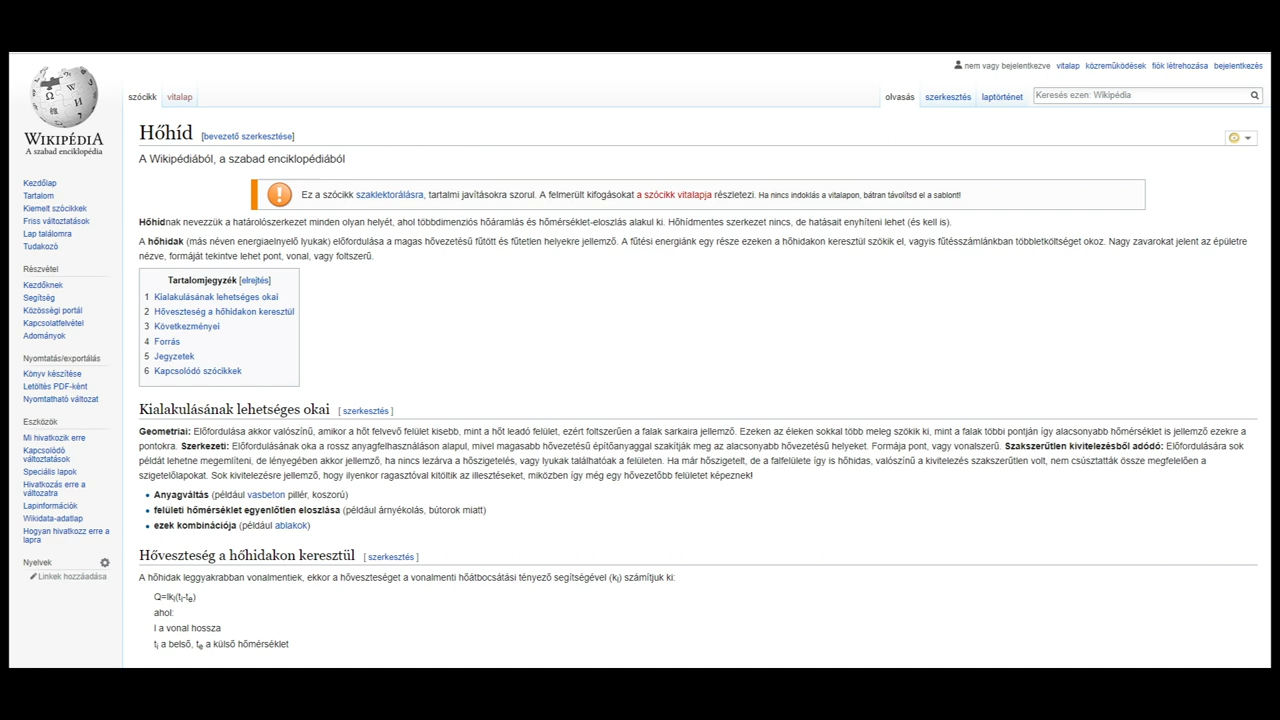 nem vagy bejelentkezve vitalap közreműködések fiók létrehozása bejelentkezés
szócikk vitalap olvasás szerkesztés laptörténet Keresés ezen: Wikipédia
WIKIPÉDIA
A szabad enciklopédia
Kezdőlap
Tartalom
Kiemelt szócikkek
Friss változtatások
Lap találomra
Tudakozó
Részvétel
Kezdőknek
Segítség
Közösségi portál
Kapcsolatfelvétel
Adományok
Nyomtatás/exportálás
Könyv készítése
Letöltés PDF-ként
Nyomtatható változat
Eszközök
Mi hivatkozik erre
Kapcsolódó
változtatások
Speciális lapok
Hivatkozás erre a
változatra
Lapinformációk
Wikidata-adatlap
Hogyan hivatkozz erre a
lapra
Nyelvek
Linkek hozzáadása
Hőhíd [bevezető szerkesztése]
A Wikipédiából, a szabad enciklopédiából
Ez a szócikk szaklektorálásra, tartalmi javításokra szorul. A felmerült kifogásokat a szócikk vitalapja részletezi. Ha nincs indoklás a vitalapon, bátran távolítsd el a sablont!
Hőhídnak nevezzük a határolószerkezet minden olyan helyét, ahol többdimenziós hőáramlás és hőmérséklet-eloszlás alakul ki. Hőhídmentes szerkezet nincs, de hatásait enyhíteni lehet (és kell is).
A hőhidak (más néven energiaelnyelő lyukak) előfordulása a magas hővezetésű fűtött és fűtetlen helyekre jellemző. A fűtési energiánk egy része ezeken a hőhidakon keresztül szökik el, vagyis fűtésszámlánkban többletköltséget okoz. Nagy zavarokat jelent az épületre
nézve, formáját tekintve lehet pont, vonal, vagy foltszerű.
Tartalomjegyzék [elrejtés]
1 Kialakulásának lehetséges okai
2 Hőveszteség a hőhidakon keresztül
3 Következményei
4 Forrás
5 Jegyzetek
6 Kapcsolódó szócikkek
Kialakulásának lehetséges okai [ szerkesztés ]
Geometriai: Előfordulása akkor valószínű, amikor a hőt felvevő felület kisebb, mint a hőt leadó felület, ezért foltszerűen a falak sarkaira jellemző. Ezeken az éleken sokkal több meleg szökik ki, mint a falak többi pontján így alacsonyabb hőmérséklet is jellemző ezekre a
pontokra. Szerkezeti: Előfordulásának oka a rossz anyagfelhasználáson alapul, mivel magasabb hővezetésű építőanyaggal szakítják meg az alacsonyabb hővezetésű helyeket. Formája pont, vagy vonalszerű. Szakszerűtlen kivitelezésből adódó: Előfordulására sok
példát lehetne megemlíteni, de lényegében akkor jellemző, ha nincs lezárva a hőszigetelés, vagy lyukak találhatóak a felületen. Ha már hőszigetelt, de a falfelülete így is hőhidas, valószínű a kivitelezés szakszerűtlen volt, nem csúsztatták össze megfelelően a
szigetelőlapokat. Sok kivitelezésre jellemző, hogy ilyenkor ragasztóval kitöltik az illesztéseket, miközben így még egy hővezetőbb felületet képeznek!
• Anyagváltás (például vasbeton pillér, koszorú)
• felületi hőmérséklet egyenlőtlen eloszlása (például árnyékolás, bútorok miatt)
• ezek kombinációja (például ablakok)
Hőveszteség a hőhidakon keresztül [ szerkesztés ]
A hőhidak leggyakrabban vonalmentiek, ekkor a hőveszteséget a vonalmenti hőátbocsátási tényező segítségével (kl) számítjuk ki:
Q=lkl(ti-te)
ahol:
l a vonal hossza
ti a belső, te a külső hőmérséklet